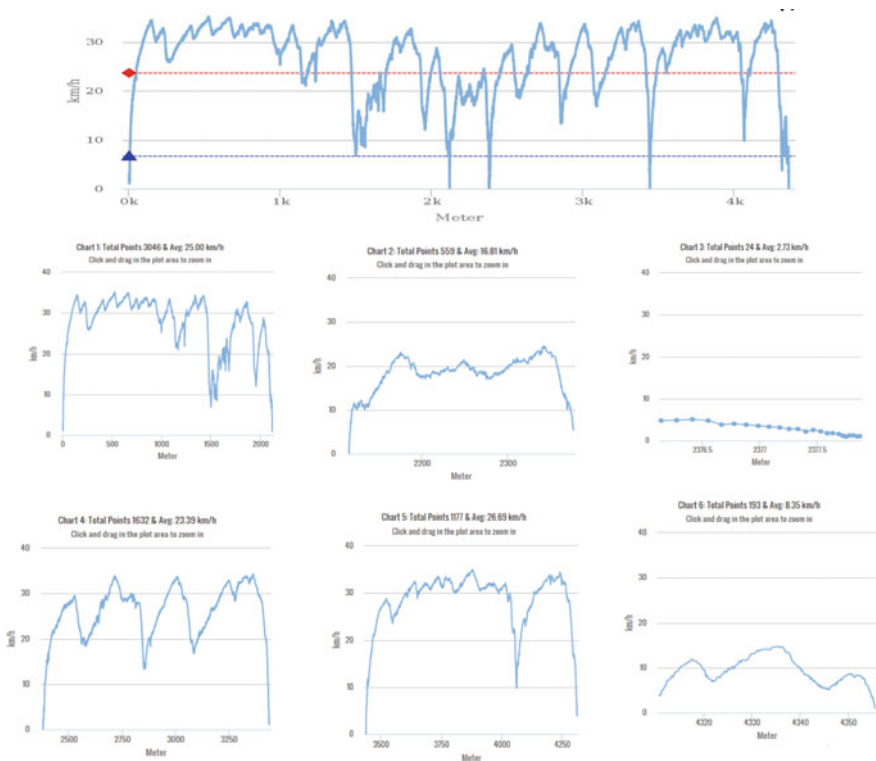 30
20
10
0
km/h
0k 1k 2k 3k 4k
Meter
Chart 1: Total Points 3046 & Avg: 25.00 km/h
Click and drag in the plot area to zoom in
40
30
20
10
0
km/h
0 500 1000 1500 2000
Meter
Chart 2: Total Points 559 & Avg: 16.81 km/h
Click and drag in the plot area to zoom in
40
30
20
10
0
km/h
2200 2300
Meter
Chart 3: Total Points 24 & Avg: 2.73 km/h
Click and drag in the plot area to zoom in
40
30
20
10
0
km/h
2376.5 2377 2377.5
Meter
Chart 4: Total Points 1632 & Avg: 23.39 km/h
Click and drag in the plot area to zoom in
40
30
20
10
0
km/h
2500 2750 3000 3250
Meter
Chart 5: Total Points 1177 & Avg: 26.69 km/h
Click and drag in the plot area to zoom in
40
30
20
10
0
km/h
3500 3750 4000 4250
Meter
Chart 6: Total Points 193 & Avg: 8.35 km/h
Click and drag in the plot area to zoom in
40
30
20
10
0
km/h
4320 4330 4340 4350
Meter